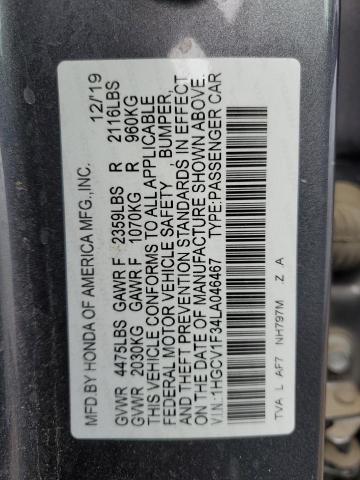 MFD.BY HONDA OF AMERICA MFG.,INC. 12/19
GVWR 4475LBS GAWR F 2359LBS R 2116LBS
GVWR 2030KG GAWR F 1070KG R 960KG
THIS VEHICLE CONFORMS TO ALL APPLICABLE
FEDERAL MOTOR VEHICLE SAFETY, BUMPER,
AND THEFT PREVENTION STANDARDS IN EFFECT
ON THE DATE OF MANUFACTURE SHOWN ABOVE.
V.I.N.:1HGCV1F34LA046467 TYPE:PASSENGER CAR
TVA L AF7 NH797M Z A